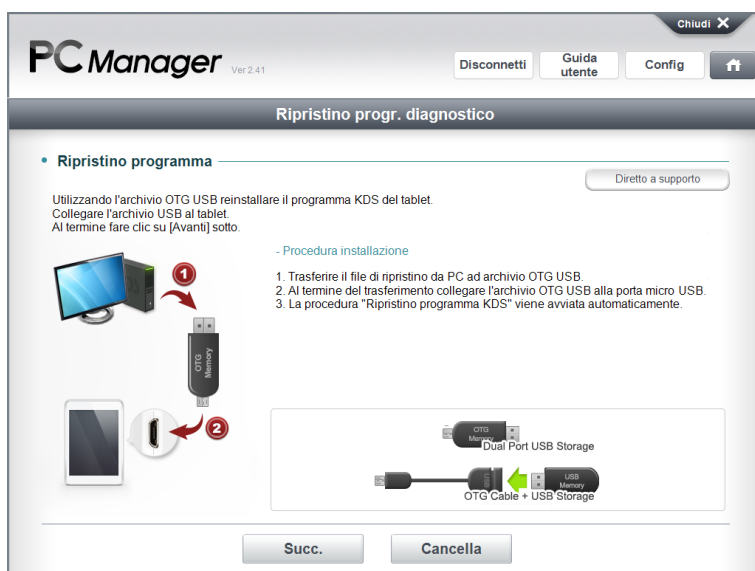 Chiudi X
PC Manager Ver 2.41
Disconnetti
Guida
utente
Config
Ripristino progr. diagnostico
• Ripristino programma
Diretto a supporto
Utilizzando l'archivio OTG USB reinstallare il programma KDS del tablet.
Collegare l'archivio USB al tablet.
Al termine fare clic su [Avanti] sotto.
- Procedura installazione
1. Trasferire il file di ripristino da PC ad archivio OTG USB.
2. Al termine del trasferimento collegare l'archivio OTG USB alla porta micro USB.
3. La procedura "Ripristino programma KDS" viene avviata automaticamente.
1
OTG
Memory
2
OTG
Memory
Dual Port USB Storage
USB
USB
Memory
OTG Cable + USB Storage
Succ.
Cancella